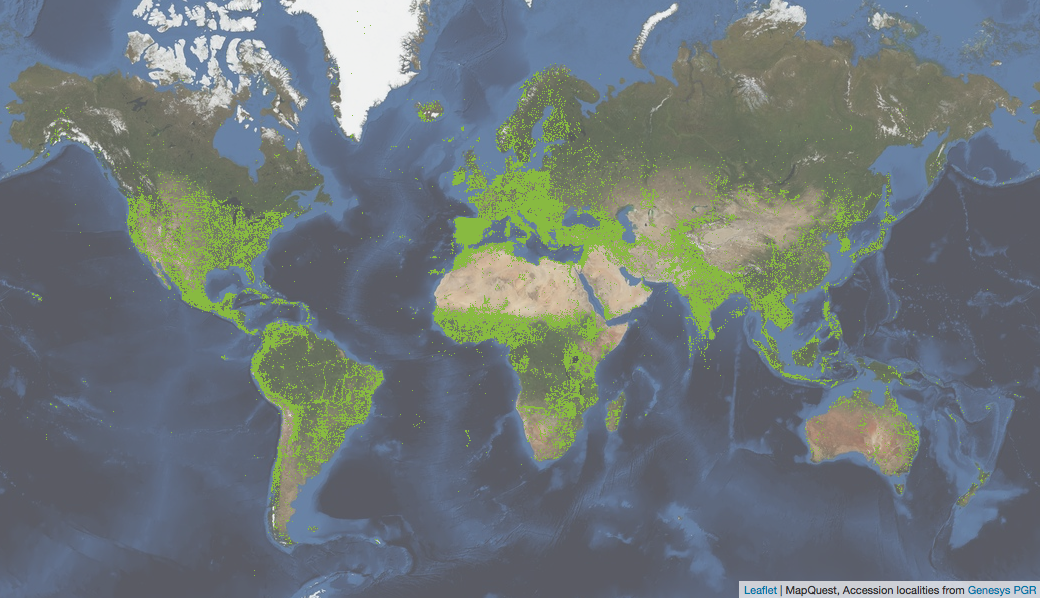 Leaflet | MapQuest, Accession localities from Genesys PGR